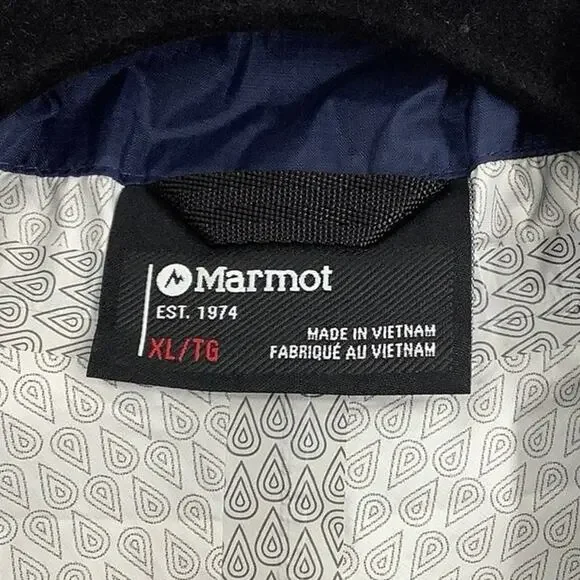 Marmot
EST. 1974
XL/TG
MADE IN VIETNAM
FABRIQUÉ AU VIETNAM